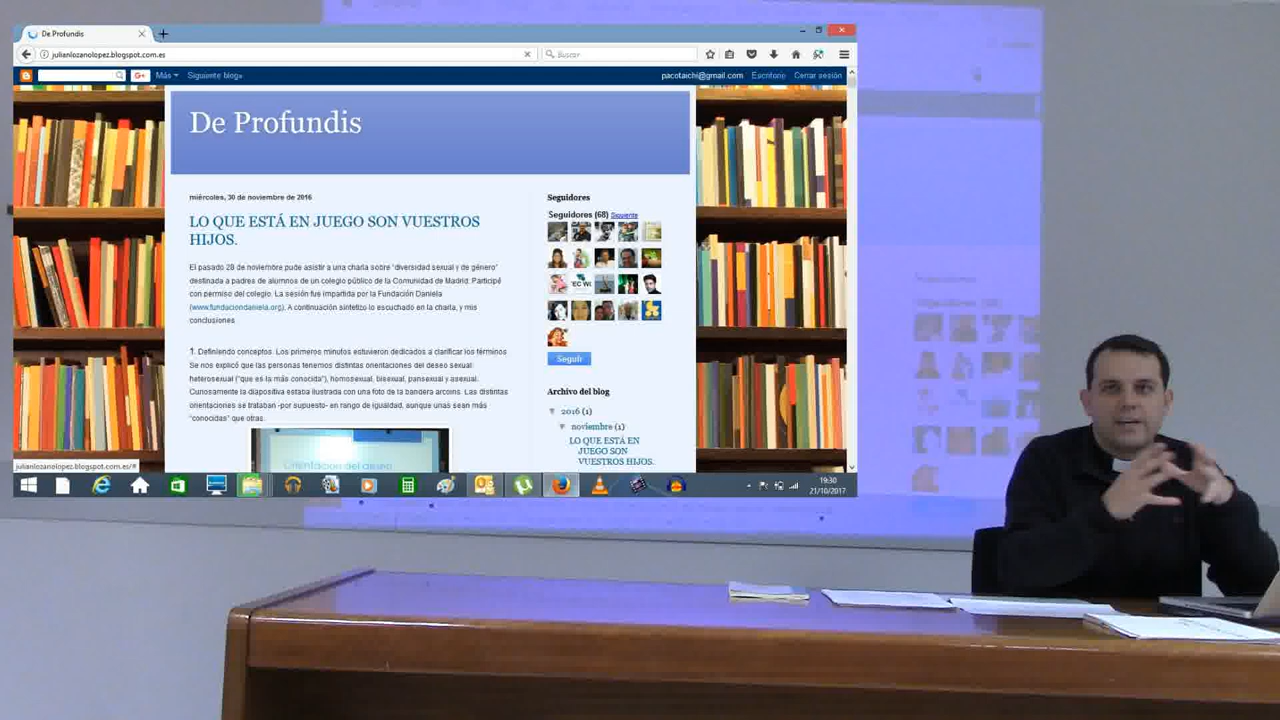 De Profundis
julianlozanolopez.blogspot.com.es
Buscar
Más
Siguiente blog»
pacotaichi@gmail.com
Escritorio
Cerrar sesión
De Profundis
miércoles, 30 de noviembre de 2016
LO QUE ESTÁ EN JUEGO SON VUESTROS
HIJOS.
El pasado 28 de noviembre pude asistir a una charla sobre "diversidad sexual y de género"
destinada a padres de alumnos de un colegio público de la Comunidad de Madrid. Participé
con permiso del colegio. La sesión fue impartida por la Fundación Daniela
(www.fundaciondaniela.org). A continuación sintetizo lo escuchado en la charla, y mis
conclusiones
1. Definiendo conceptos. Los primeros minutos estuvieron dedicados a clarificar los términos
Se nos explicó que las personas tenemos distintas orientaciones del deseo sexual:
heterosexual ("que es la más conocida"), homosexual, bisexual, pansexual y asexual.
Curiosamente la diapositiva estaba ilustrada con una foto de la bandera arcoiris. Las distintas
orientaciones se trataban -por supuesto- en rango de igualdad, aunque unas sean más
"conocidas" que otras.
Orientación del deseo
Seguidores
Seguidores (68) Siguiente
Seguir
Archivo del blog
2016 (1)
noviembre (1)
LO QUE ESTÁ EN
JUEGO SON
VUESTROS HIJOS.
julianlozanolopez.blogspot.com.es/#
19:30
21/10/2017